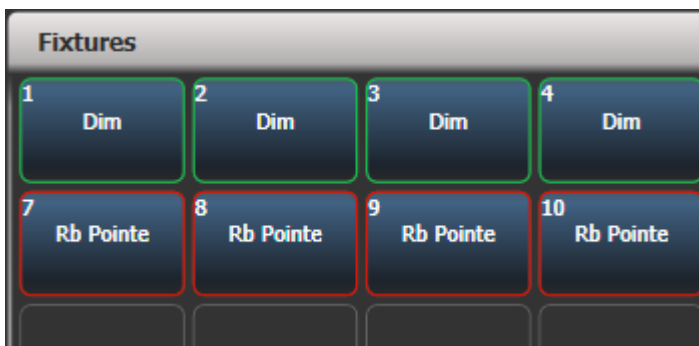 Fixtures
1 2 3 4
Dim Dim Dim Dim
7 8 9 10
Rb Pointe Rb Pointe Rb Pointe Rb Pointe